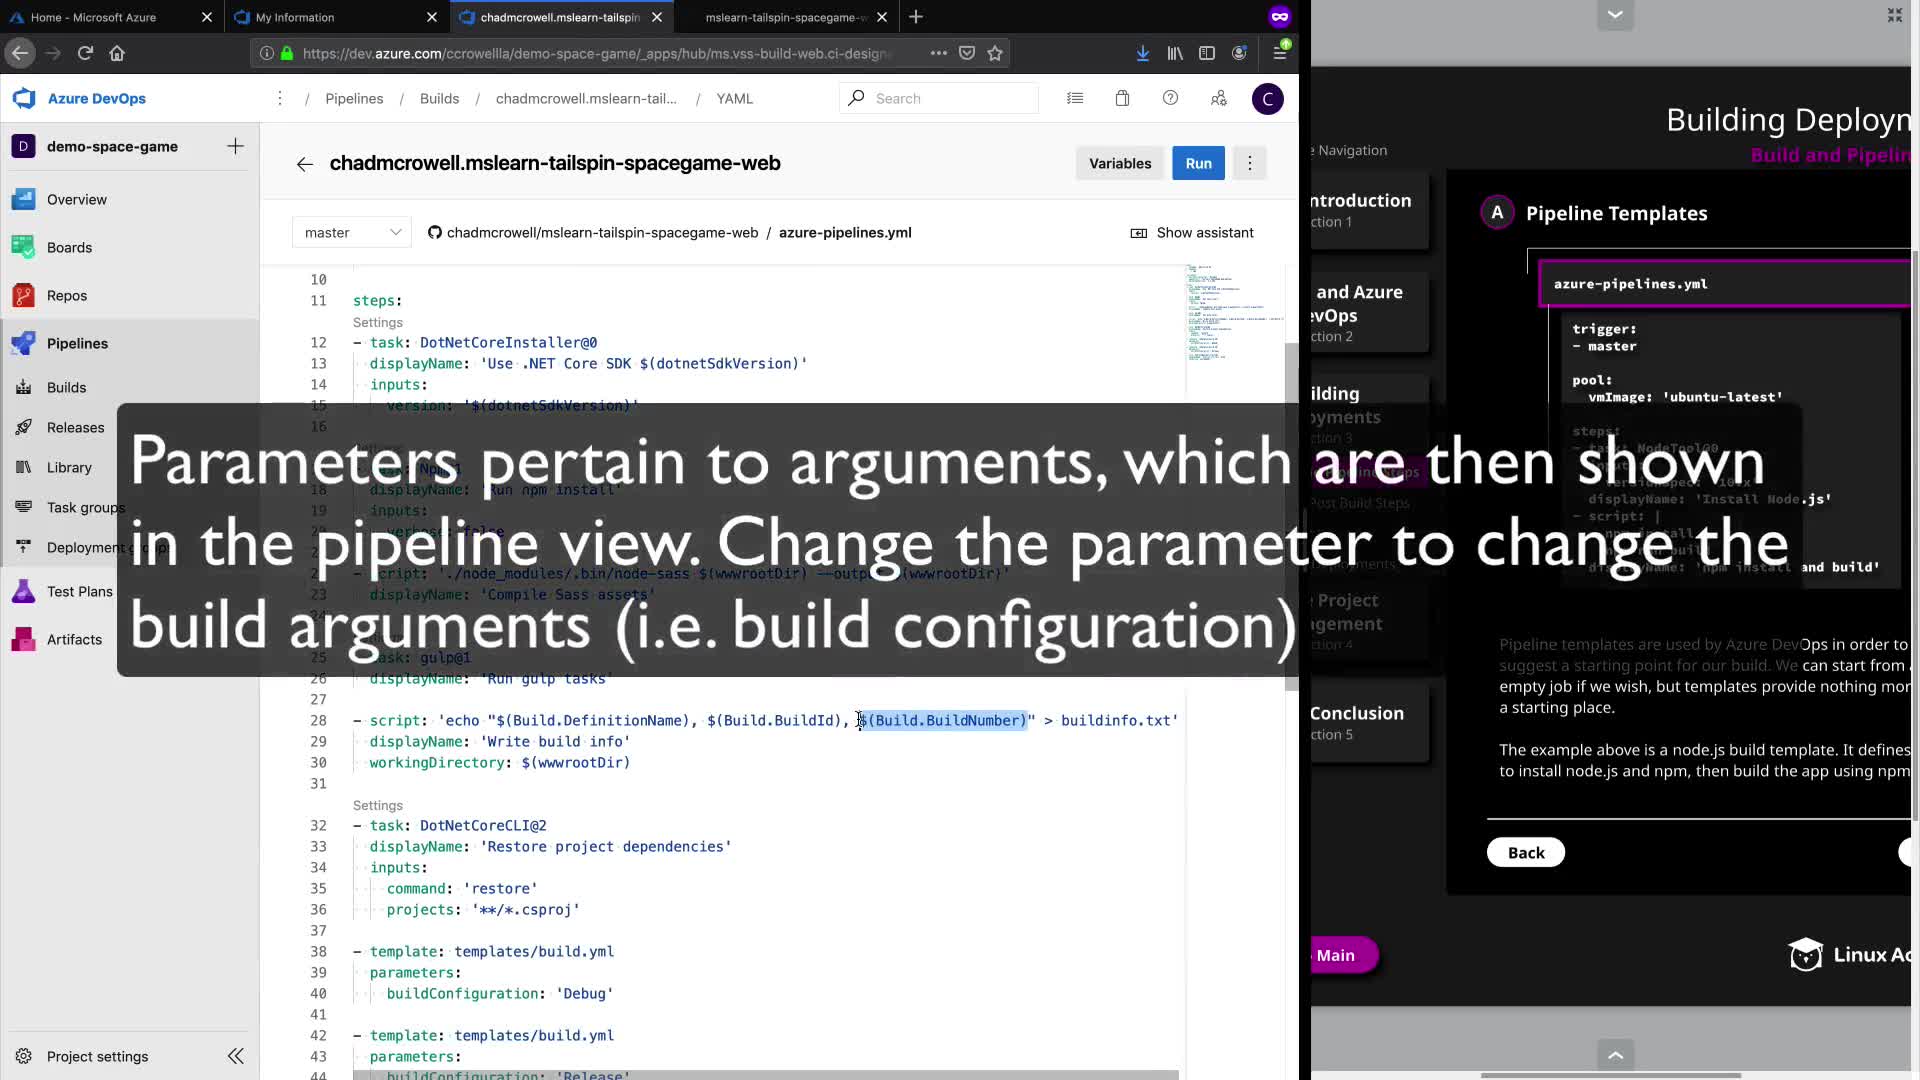 Home - Microsoft Azure
My Information
chadmcrowell.mslearn-tailspin
mslearn-tailspin-spacegame-w
https://dev.azure.com/ccrowellla/demo-space-game/_apps/hub/ms.vss-build-web.ci-design
Azure DevOps
/ Pipelines / Builds / chadmcrowell.mslearn-tail... / YAML
Search
C
D demo-space-game
Overview
Boards
Repos
Pipelines
Builds
Releases
Library
Task groups
Deployment groups
Test Plans
Artifacts
Project settings
chadmcrowell.mslearn-tailspin-spacegame-web
Variables
Run
master
chadmcrowell/mslearn-tailspin-spacegame-web / azure-pipelines.yml
Show assistant
10
11 steps:
Settings
12 - task: DotNetCoreInstaller@0
13 displayName: 'Use .NET Core SDK $(dotnetSdkVersion)'
14 inputs:
15 version: '$(dotnetSdkVersion)'
16
Parameters pertain to arguments, which are then shown
in the pipeline view. Change the parameter to change the
build arguments (i.e. build configuration)
task: Npm@1
18 displayName: 'Run npm install'
19 inputs:
verbose: false
script: './node_modules/.bin/node-sass $(wwwrootDir) --output $(wwwrootDir)'
displayName: 'Compile Sass assets'
25 task: gulp@1
26 displayName: 'Run gulp tasks'
27
28 - script: 'echo "$(Build.DefinitionName), $(Build.BuildId), $(Build.BuildNumber)" > buildinfo.txt'
29 displayName: 'Write build info'
30 workingDirectory: $(wwwrootDir)
31
Settings
32 - task: DotNetCoreCLI@2
33 displayName: 'Restore project dependencies'
34 inputs:
35 command: 'restore'
36 projects: '**/*.csproj'
37
38 - template: templates/build.yml
39 parameters:
40 buildConfiguration: 'Debug'
41
42 - template: templates/build.yml
43 parameters:
44 buildConfiguration: 'Release'
Building Deploym
Build and Pipelin
e Navigation
ntroduction
ction 1
and Azure
evOps
ction 2
ilding
oyments
ction 3
Post Build Steps
Project
agement
ction 4
Conclusion
ction 5
Main
A Pipeline Templates
azure-pipelines.yml
trigger:
- master
pool:
vmImage: 'ubuntu-latest'
steps:
- task: NodeTool@0
displayName: 'Install Node.js'
- script: |
npm install
displayName: 'npm install and build'
Pipeline templates are used by Azure DevOps in order to
suggest a starting point for our build. We can start from
empty job if we wish, but templates provide nothing mor
a starting place.
The example above is a node.js build template. It defines
to install node.js and npm, then build the app using npm
Back
Linux Ac